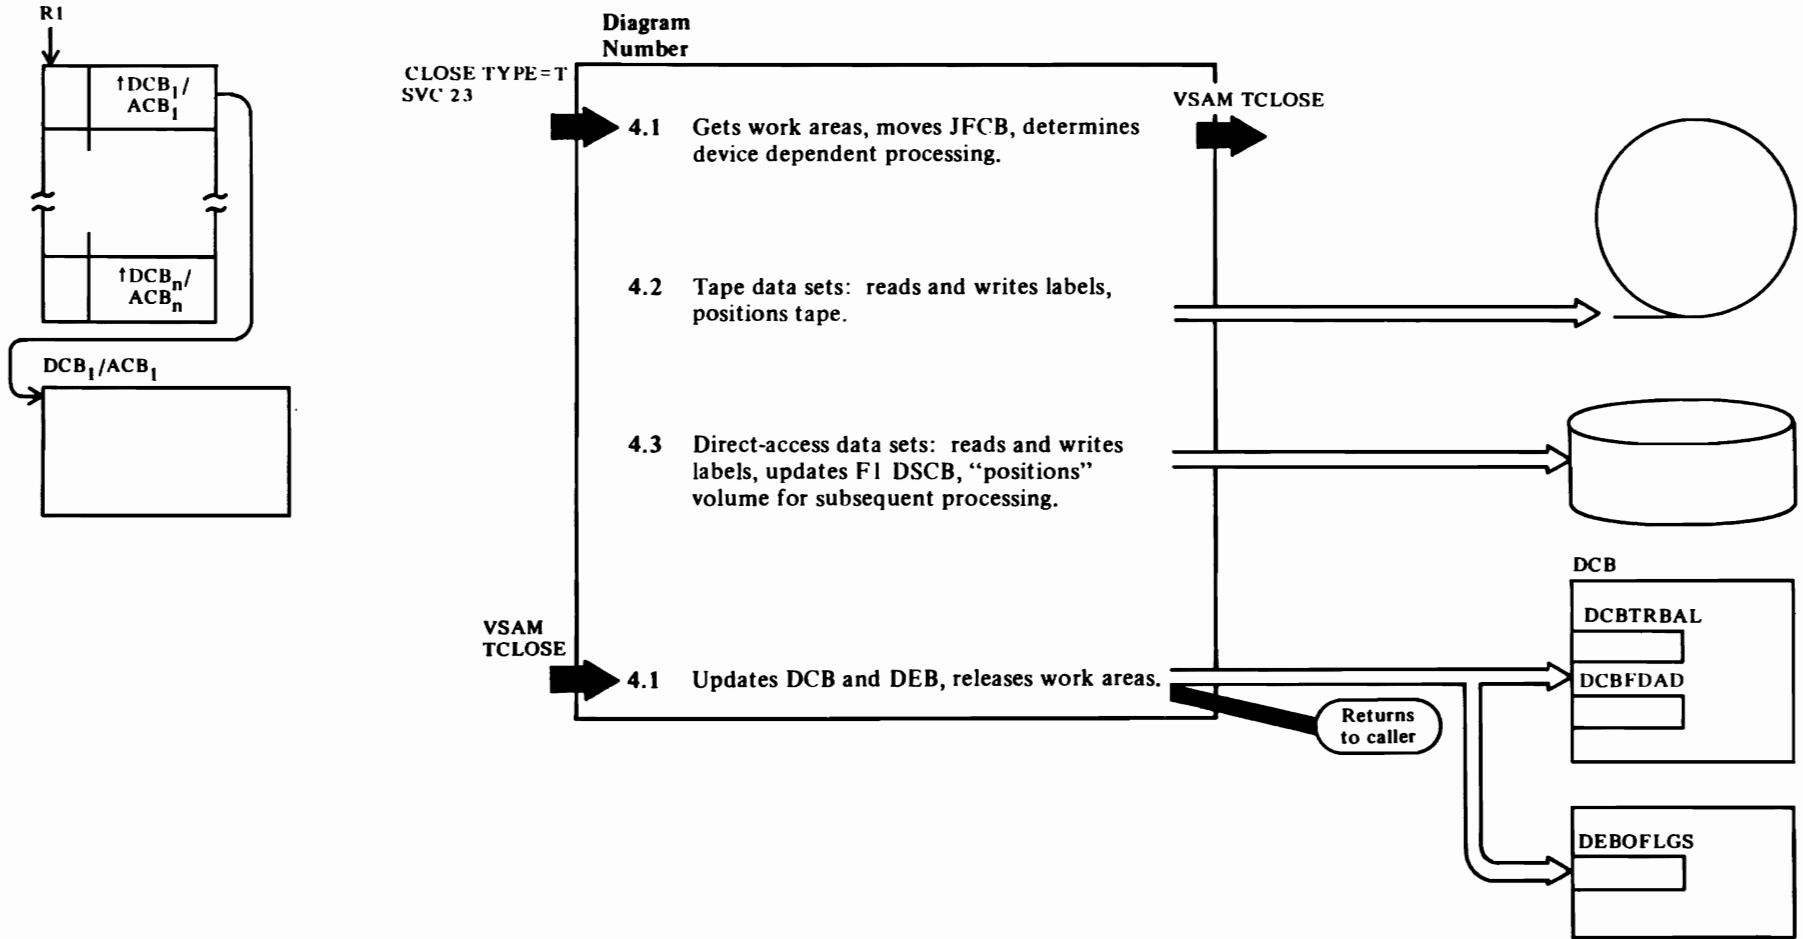 R1
↑DCB₁/
ACB₁
↑DCBₙ/
ACBₙ
DCB₁/ACB₁
Diagram
Number
CLOSE TYPE=T
SVC 23
4.1 Gets work areas, moves JFCB, determines
device dependent processing.
VSAM TCLOSE
4.2 Tape data sets: reads and writes labels,
positions tape.
4.3 Direct-access data sets: reads and writes
labels, updates F1 DSCB, “positions”
volume for subsequent processing.
VSAM
TCLOSE
4.1 Updates DCB and DEB, releases work areas.
Returns
to caller
DCB
DCBTRBAL
DCBFDAD
DEBOFLGS